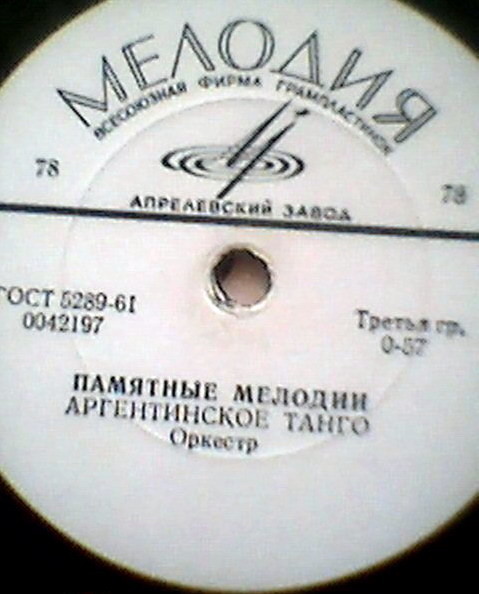 МЕЛОДИЯ
ВСЕСОЮЗНАЯ ФИРМА ГРАМПЛАСТИНОК
78 78
АПРЕЛЕВСКИЙ ЗАВОД
ГОСТ 5289-61
0042197
Третья гр.
0-57
ПАМЯТНЫЕ МЕЛОДИИ
АРГЕНТИНСКОЕ ТАНГО
Оркестр